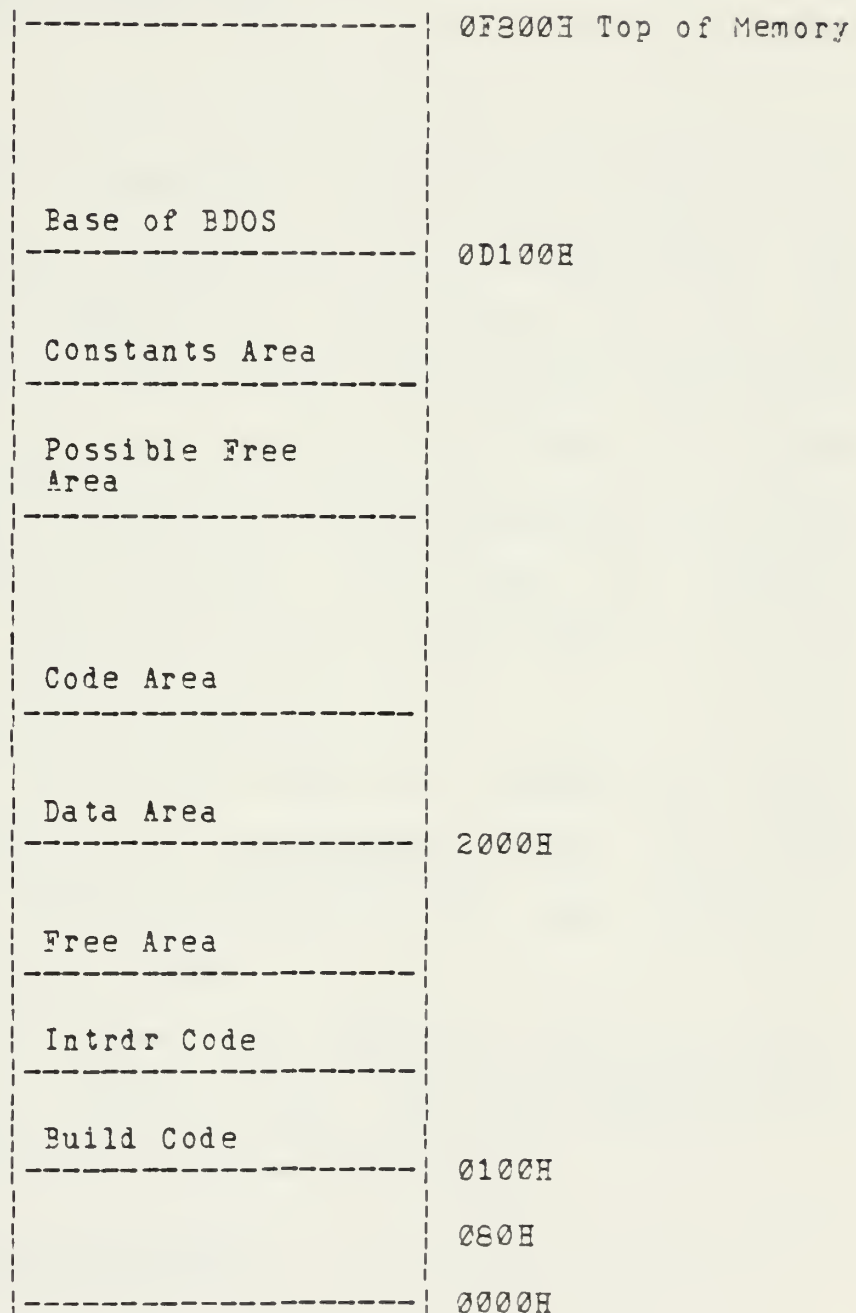 0F800H Top of Memory
Base of BDOS
0D100H
Constants Area
Possible Free
Area
Code Area
Data Area
2000H
Free Area
Intrdr Code
Build Code
0100H
080H
0000H